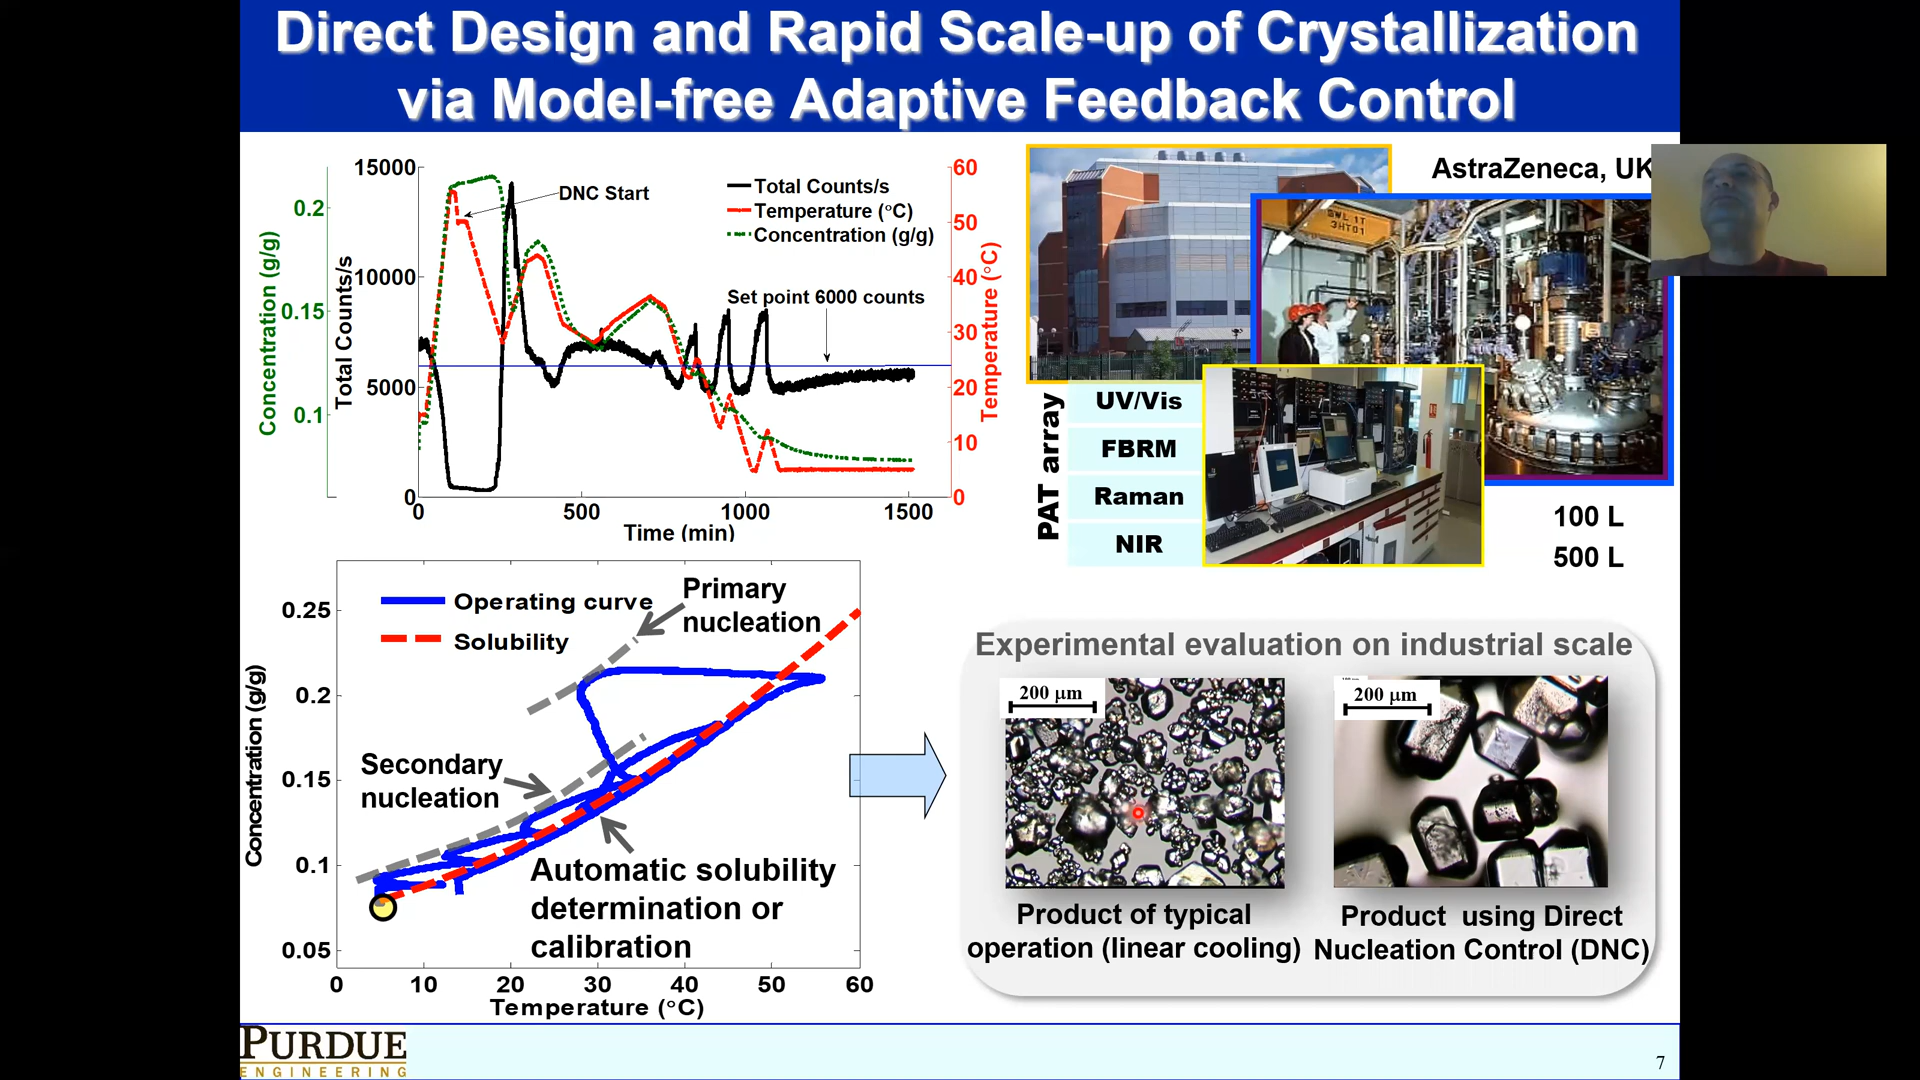 Direct Design and Rapid Scale-up of Crystallization
via Model-free Adaptive Feedback Control
15000
10000
5000
0
0.2
0.15
0.1
Concentration (g/g)
Total Counts/s
DNC Start
Total Counts/s
Temperature (°C)
Concentration (g/g)
Set point 6000 counts
60
50
40
30
20
10
0
Temperature (°C)
0
500
1000
1500
Time (min)
AstraZeneca, UK
GWL 1T
3HT01
PAT array
UV/Vis
FBRM
Raman
NIR
100 L
500 L
0.25
0.2
0.15
0.1
0.05
Concentration (g/g)
Operating curve
Solubility
Primary
nucleation
Secondary
nucleation
Automatic solubility
determination or
calibration
0
10
20
30
40
50
60
Temperature (°C)
Experimental evaluation on industrial scale
200 μm
200 μm
Product of typical
operation (linear cooling)
Product using Direct
Nucleation Control (DNC)
PURDUE
ENGINEERING
7